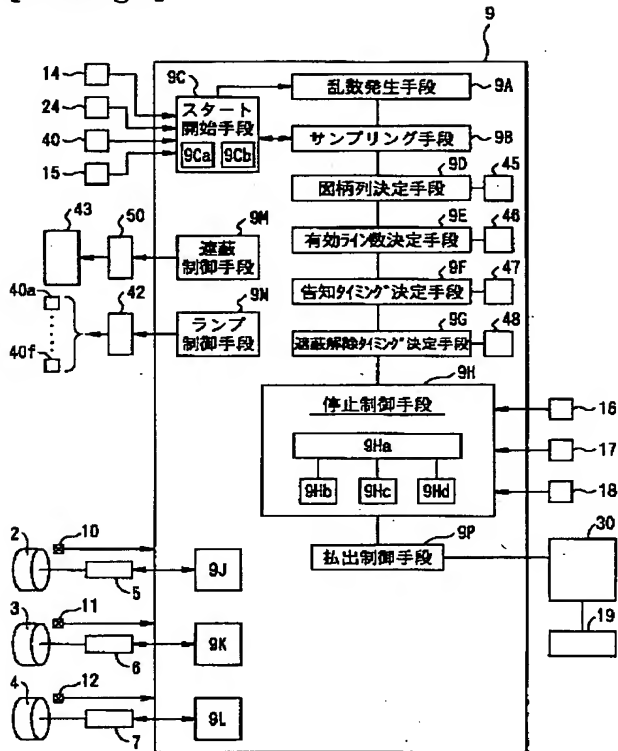 9
14
24
40
15
9C
スタート
開始手段
9Ca
9Cb
乱数発生手段
9A
サンプリング手段
9B
9D
図柄列決定手段
45
9E
有効ライン数決定手段
46
9F
告知タイミング決定手段
47
9G
遮蔽解除タイミング決定手段
48
43
50
9M
遮蔽
制御手段
40a
42
9N
ランプ
制御手段
40f
9H
停止制御手段
9Ha
9Hb
9Hc
9Hd
16
17
18
9P
払出制御手段
30
19
2
10
5
9J
3
11
6
9K
4
12
7
9L